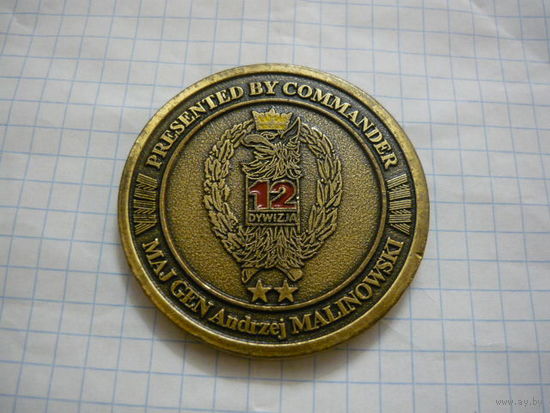 PRESENTED BY COMMANDER
12
DYWIZJA
MAJ GEN Andrzej MALINOWSKI
www.ay.by